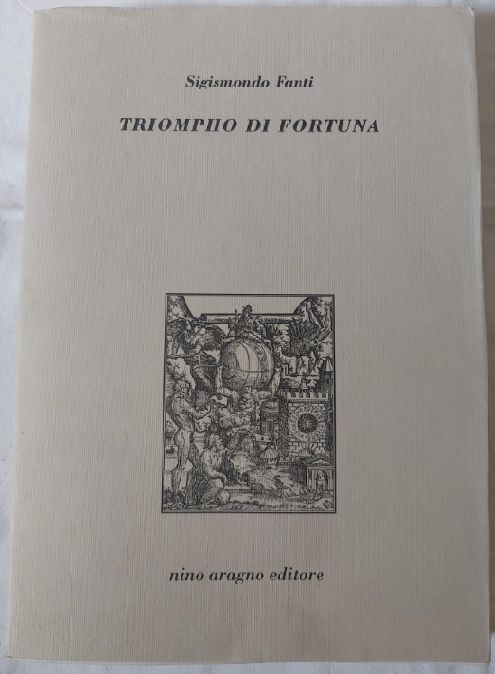 Sigismondo Fanti
TRIOMPHO DI FORTUNA
nino aragno editore